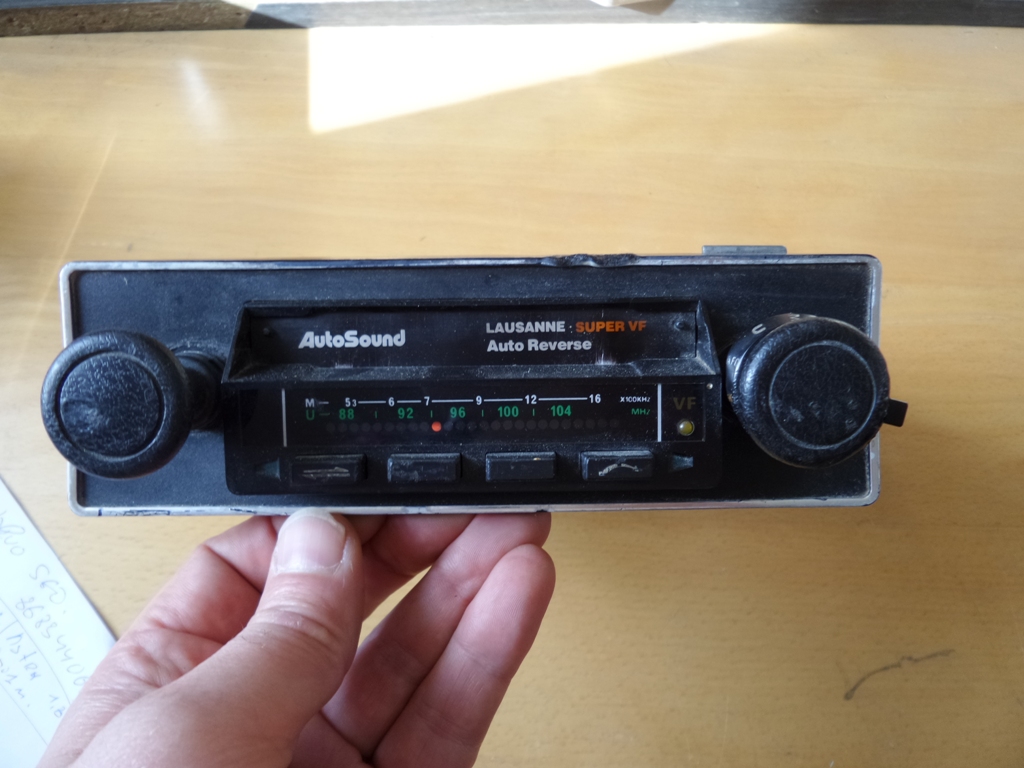 AutoSound
LAUSANNE · SUPER VF
Auto Reverse
M 53 6 7 9 12 16 X100KHz
U 88 92 96 100 104 MHz
VF
560.